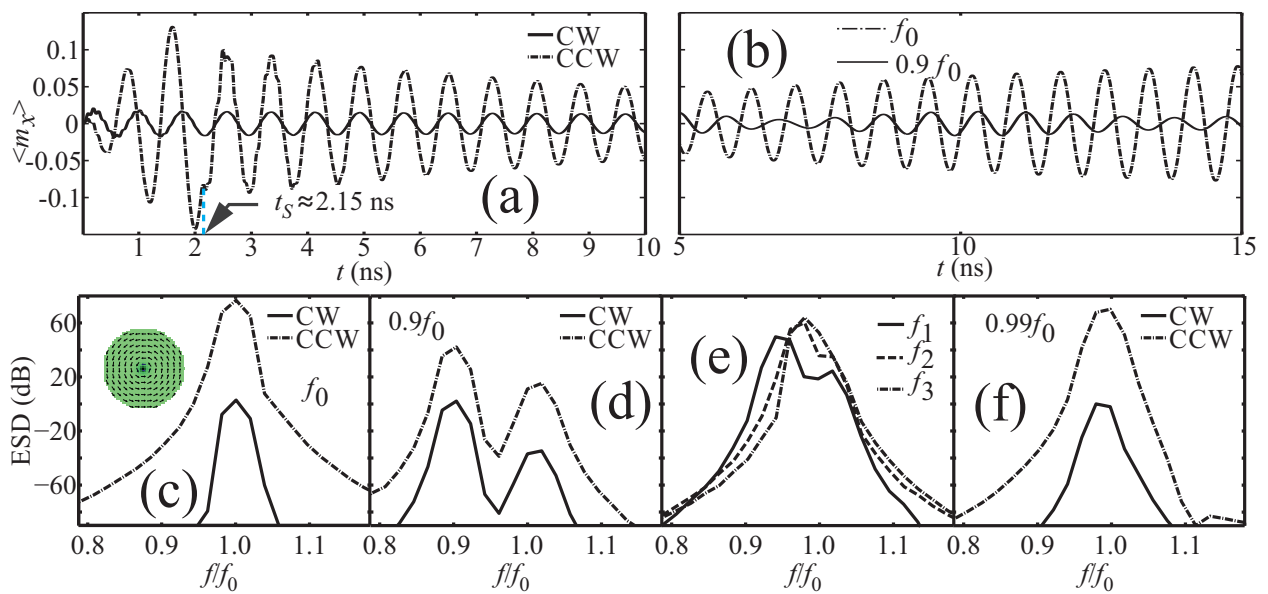 0.1
0.05
0
-0.05
-0.1
<m_x>
CW
CCW
t_S ≈2.15 ns
(a)
1 2 3 4 5 6 7 8 9 10
t (ns)
(b)
f_0
0.9 f_0
5 10 15
t (ns)
60
20
−20
−60
ESD (dB)
CW
CCW
f_0
(c)
0.8 0.9 1.0 1.1
f/f_0
0.9f_0
CW
CCW
(d)
0.8 0.9 1.0 1.1
f/f_0
(e)
f_1
f_2
f_3
0.8 0.9 1.0 1.1
f/f_0
0.99f_0
CW
CCW
(f)
0.8 0.9 1.0 1.1
f/f_0